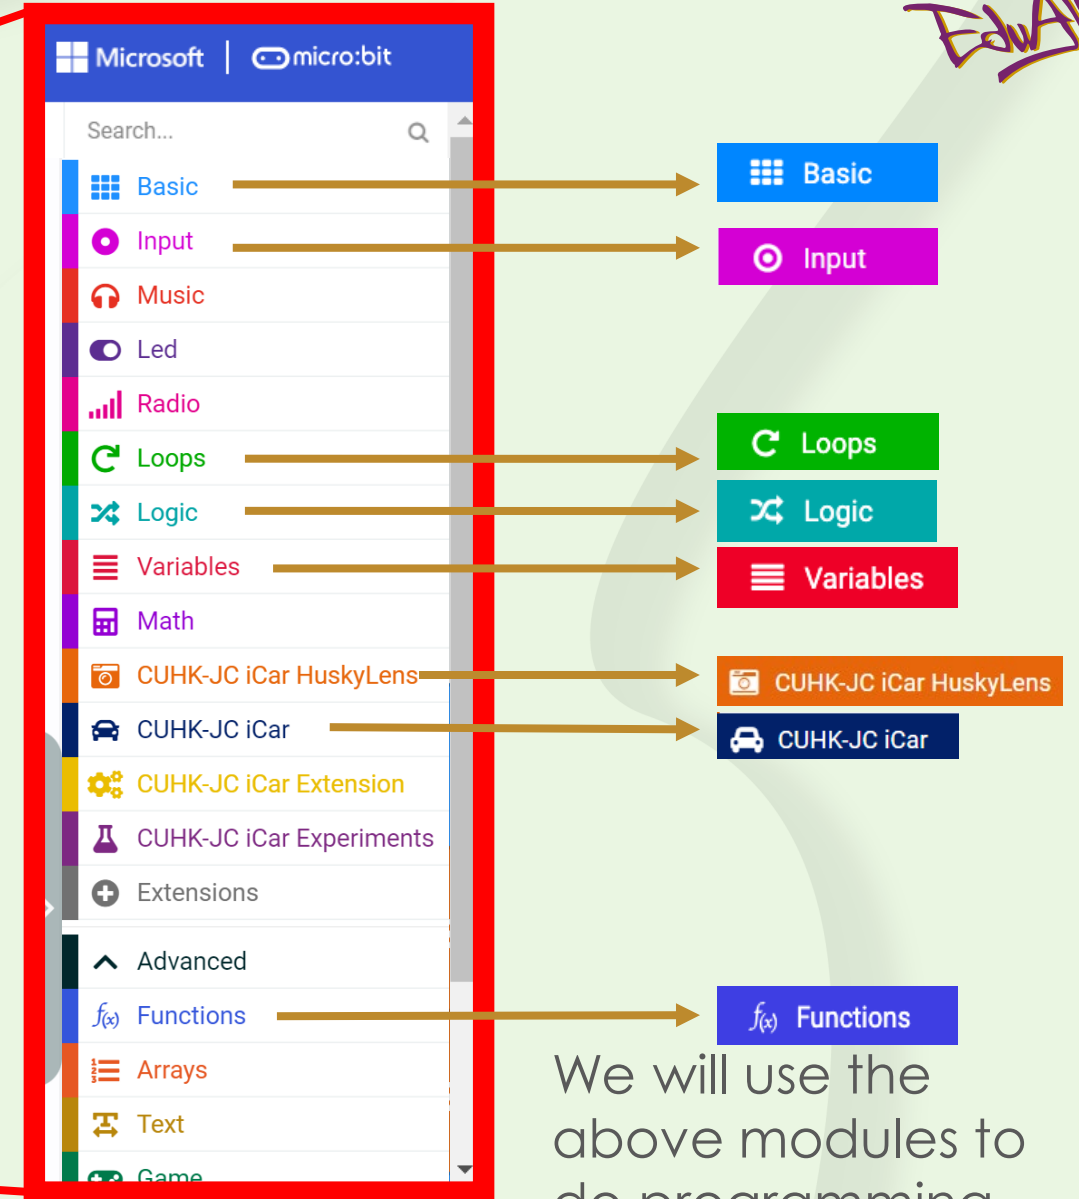 Microsoft | micro:bit
Search...
Basic
Input
Music
Led
Radio
Loops
Logic
Variables
Math
CUHK-JC iCar HuskyLens
CUHK-JC iCar
CUHK-JC iCar Extension
CUHK-JC iCar Experiments
Extensions
Advanced
f(x) Functions
Arrays
Text
Game
Basic
Input
Loops
Logic
Variables
CUHK-JC iCar HuskyLens
CUHK-JC iCar
f(x) Functions
We will use the
above modules to
do programming